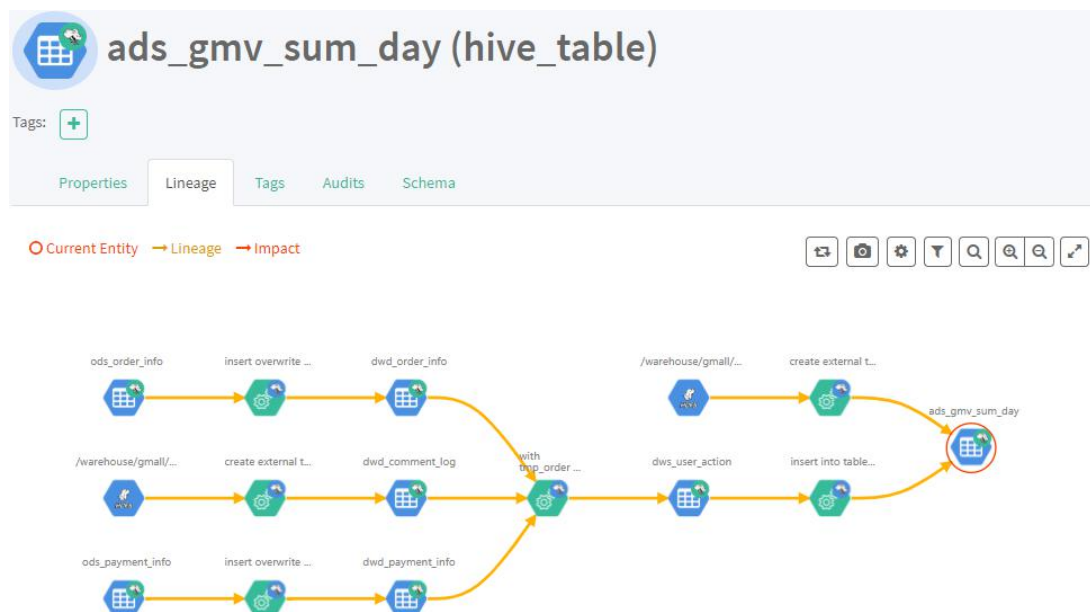 ads_gmv_sum_day (hive_table)
Tags:
Properties Lineage Tags Audits Schema
Current Entity Lineage Impact
ods_order_info insert overwrite ... dwd_order_info /warehouse/gmall/... create external t...
ads_gmv_sum_day
/warehouse/gmall/... create external t... dwd_comment_log with tmp_order ... dws_user_action insert into table...
ods_payment_info insert overwrite ... dwd_payment_info